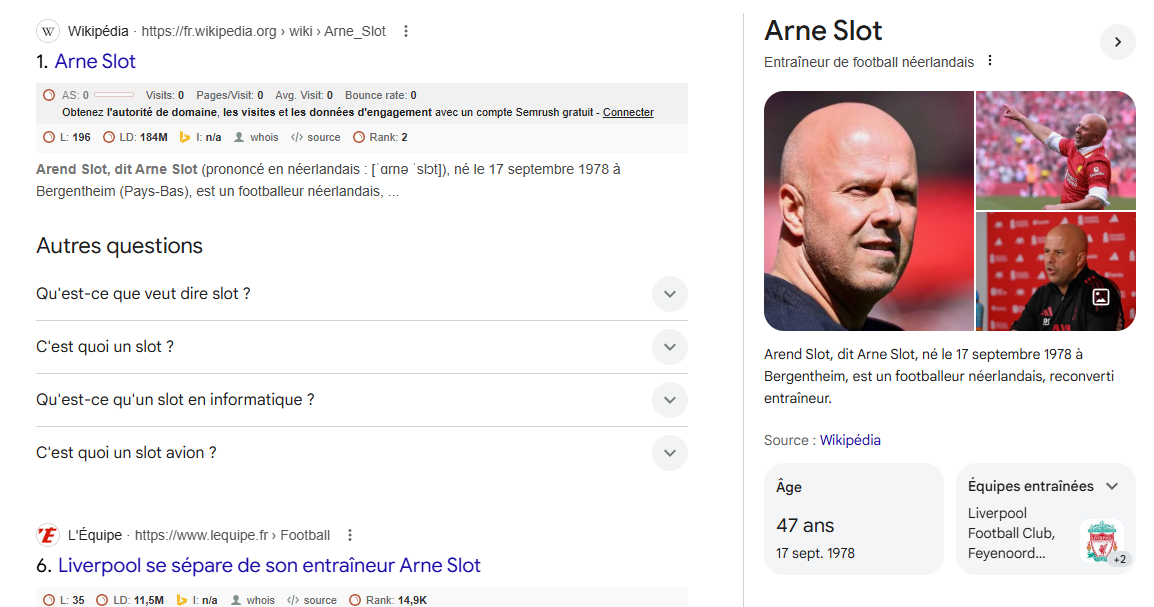 Wikipédia · https://fr.wikipedia.org › wiki › Arne_Slot
1. Arne Slot
AS: 0 Visits: 0 Pages/Visit: 0 Avg. Visit: 0 Bounce rate: 0
Obtenez l'autorité de domaine, les visites et les données d'engagement avec un compte Semrush gratuit - Connecter
L: 196 LD: 184M I: n/a whois source Rank: 2
Arend Slot, dit Arne Slot (prononcé en néerlandais : [ˈɑrnə ˈslɔt]), né le 17 septembre 1978 à
Bergentheim (Pays-Bas), est un footballeur néerlandais, ...
Autres questions
Qu'est-ce que veut dire slot ?
C'est quoi un slot ?
Qu'est-ce qu'un slot en informatique ?
C'est quoi un slot avion ?
L'Équipe · https://www.lequipe.fr › Football
6. Liverpool se sépare de son entraîneur Arne Slot
L: 35 LD: 11,5M I: n/a whois source Rank: 14,9K
Arne Slot
Entraîneur de football néerlandais
Arend Slot, dit Arne Slot, né le 17 septembre 1978 à
Bergentheim, est un footballeur néerlandais, reconverti
entraîneur.
Source : Wikipédia
Âge
47 ans
17 sept. 1978
Équipes entraînées
Liverpool
Football Club,
Feyenoord...
+2